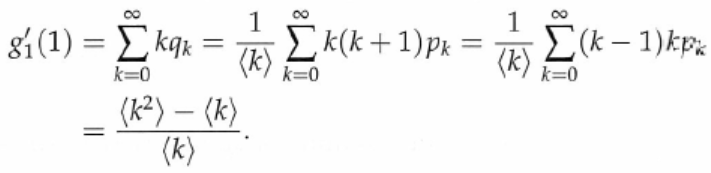 $g_1'(1) = \sum_{k=0}^{\infty} k q_k = \frac{1}{\langle k \rangle} \sum_{k=0}^{\infty} k(k+1) p_k = \frac{1}{\langle k \rangle} \sum_{k=0}^{\infty} (k-1) k p_k$
$= \frac{\langle k^2 \rangle - \langle k \rangle}{\langle k \rangle}.$